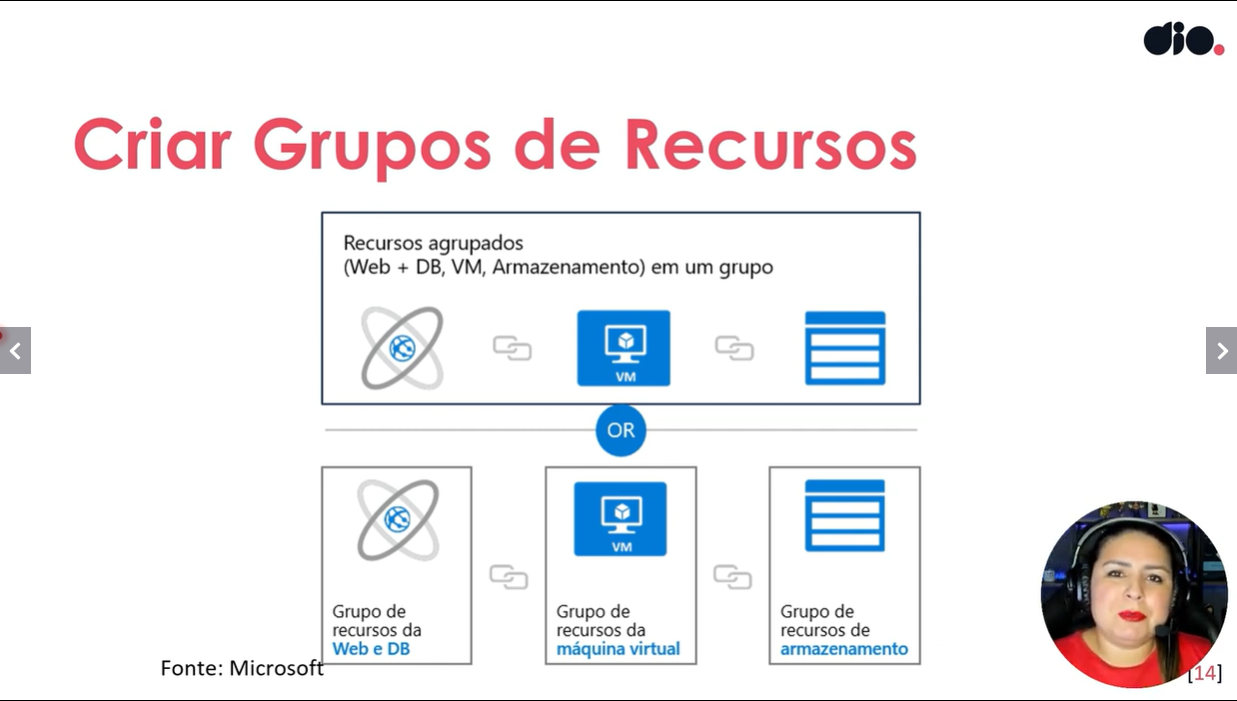 dio.
Criar Grupos de Recursos
Recursos agrupados
(Web + DB, VM, Armazenamento) em um grupo
VM
OR
VM
Grupo de
recursos da
Web e DB
Grupo de
recursos da
máquina virtual
Grupo de
recursos de
armazenamento
Fonte: Microsoft
[14]